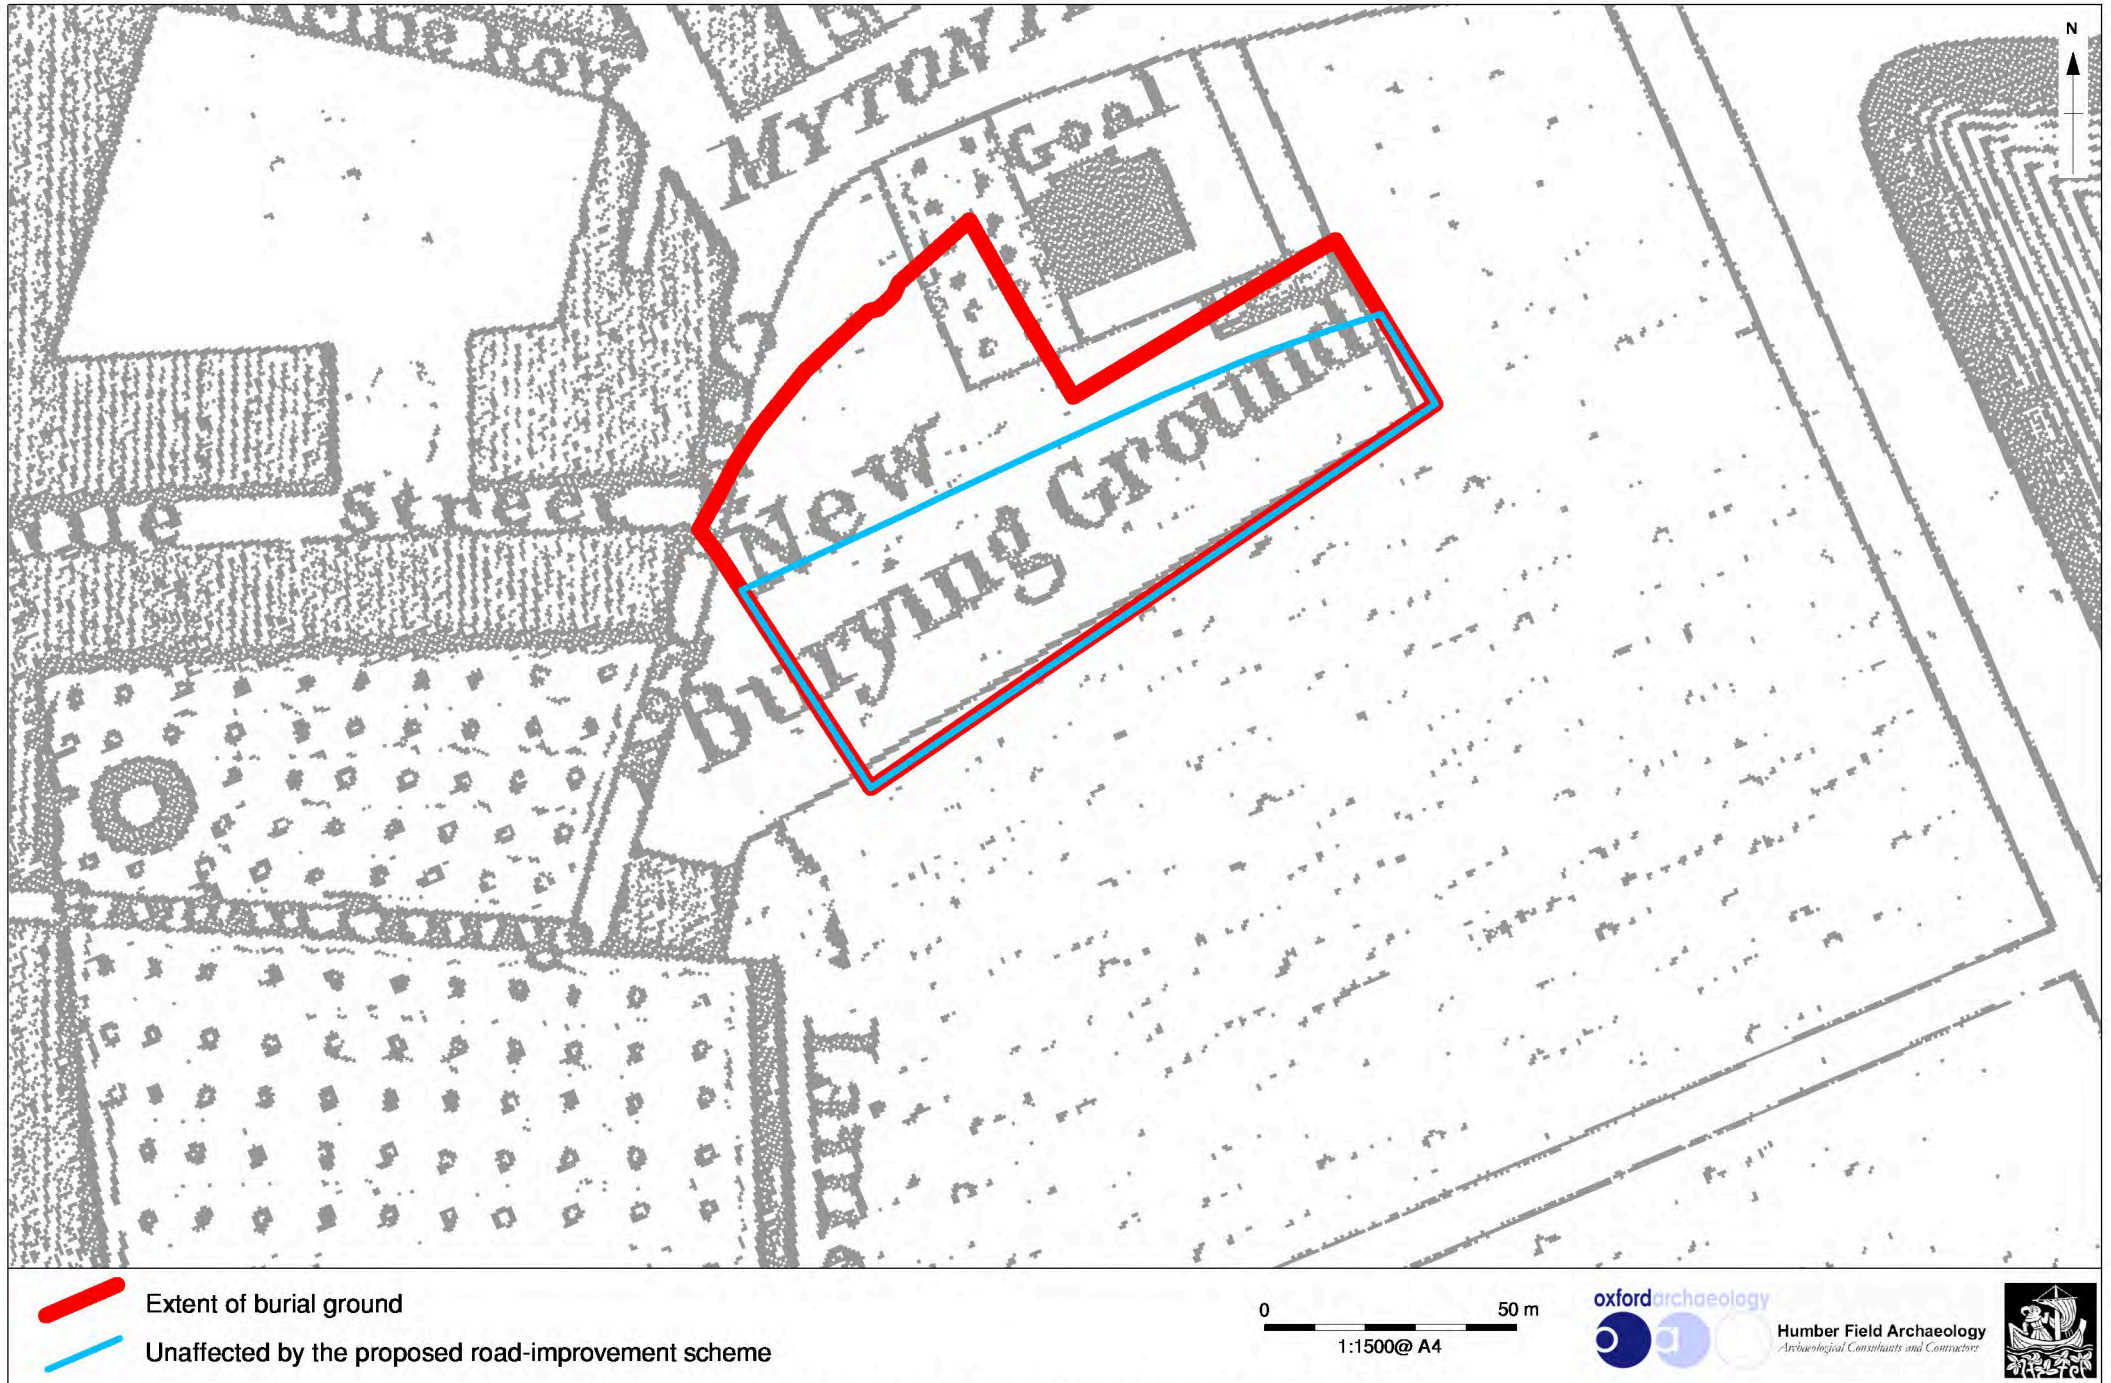 N
MYTON
Goal
Street
New
Burying Ground
Extent of burial ground
Unaffected by the proposed road-improvement scheme
0 50 m
1:1500@ A4
oxfordarchaeology
oa
Humber Field Archaeology
Archaeological Consultants and Contractors